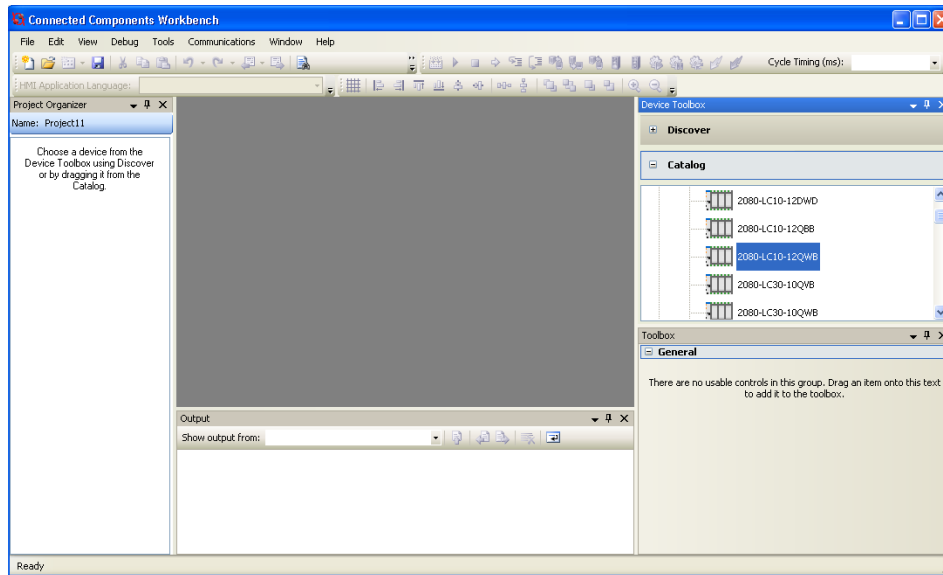 Connected Components Workbench
File Edit View Debug Tools Communications Window Help
Cycle Timing (ms):
HMI Application Language:
Project Organizer
Name: Project11
Choose a device from the
Device Toolbox using Discover
or by dragging it from the
Catalog.
Device Toolbox
Discover
Catalog
2080-LC10-12DWD
2080-LC10-12QBB
2080-LC10-12QWB
2080-LC30-10QVB
2080-LC30-10QWB
Toolbox
General
There are no usable controls in this group. Drag an item onto this text
to add it to the toolbox.
Output
Show output from:
Ready